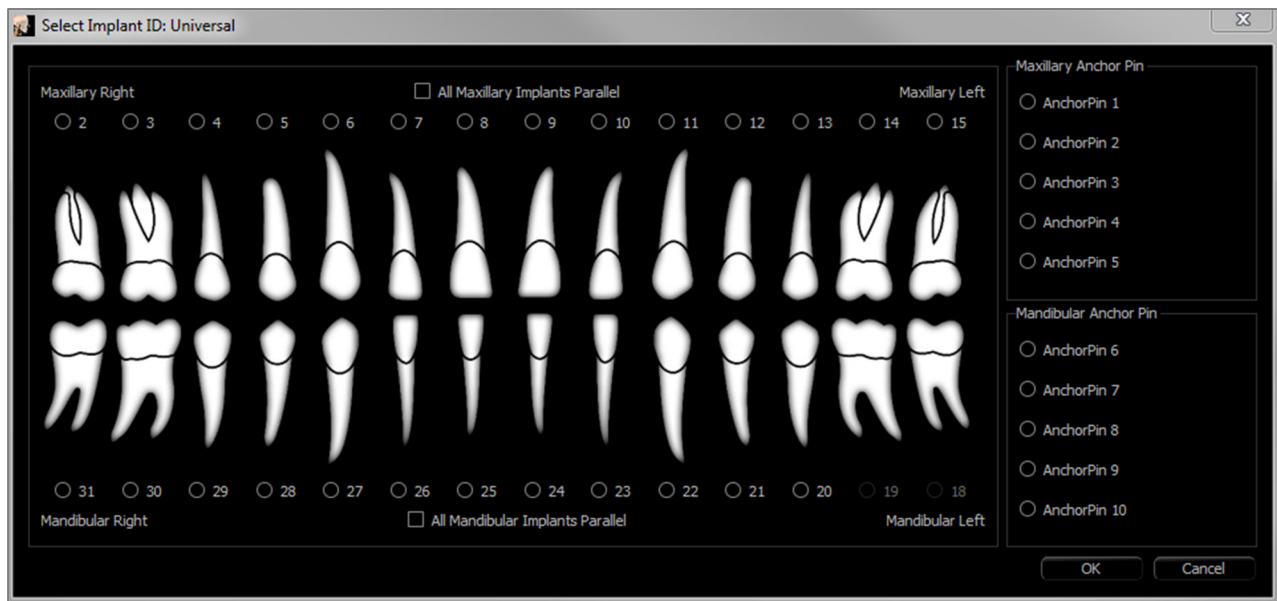 Select Implant ID: Universal
Maxillary Right
All Maxillary Implants Parallel
Maxillary Left
2 3 4 5 6 7 8 9 10 11 12 13 14 15
31 30 29 28 27 26 25 24 23 22 21 20 19 18
Mandibular Right
All Mandibular Implants Parallel
Mandibular Left
Maxillary Anchor Pin
AnchorPin 1
AnchorPin 2
AnchorPin 3
AnchorPin 4
AnchorPin 5
Mandibular Anchor Pin
AnchorPin 6
AnchorPin 7
AnchorPin 8
AnchorPin 9
AnchorPin 10
OK Cancel